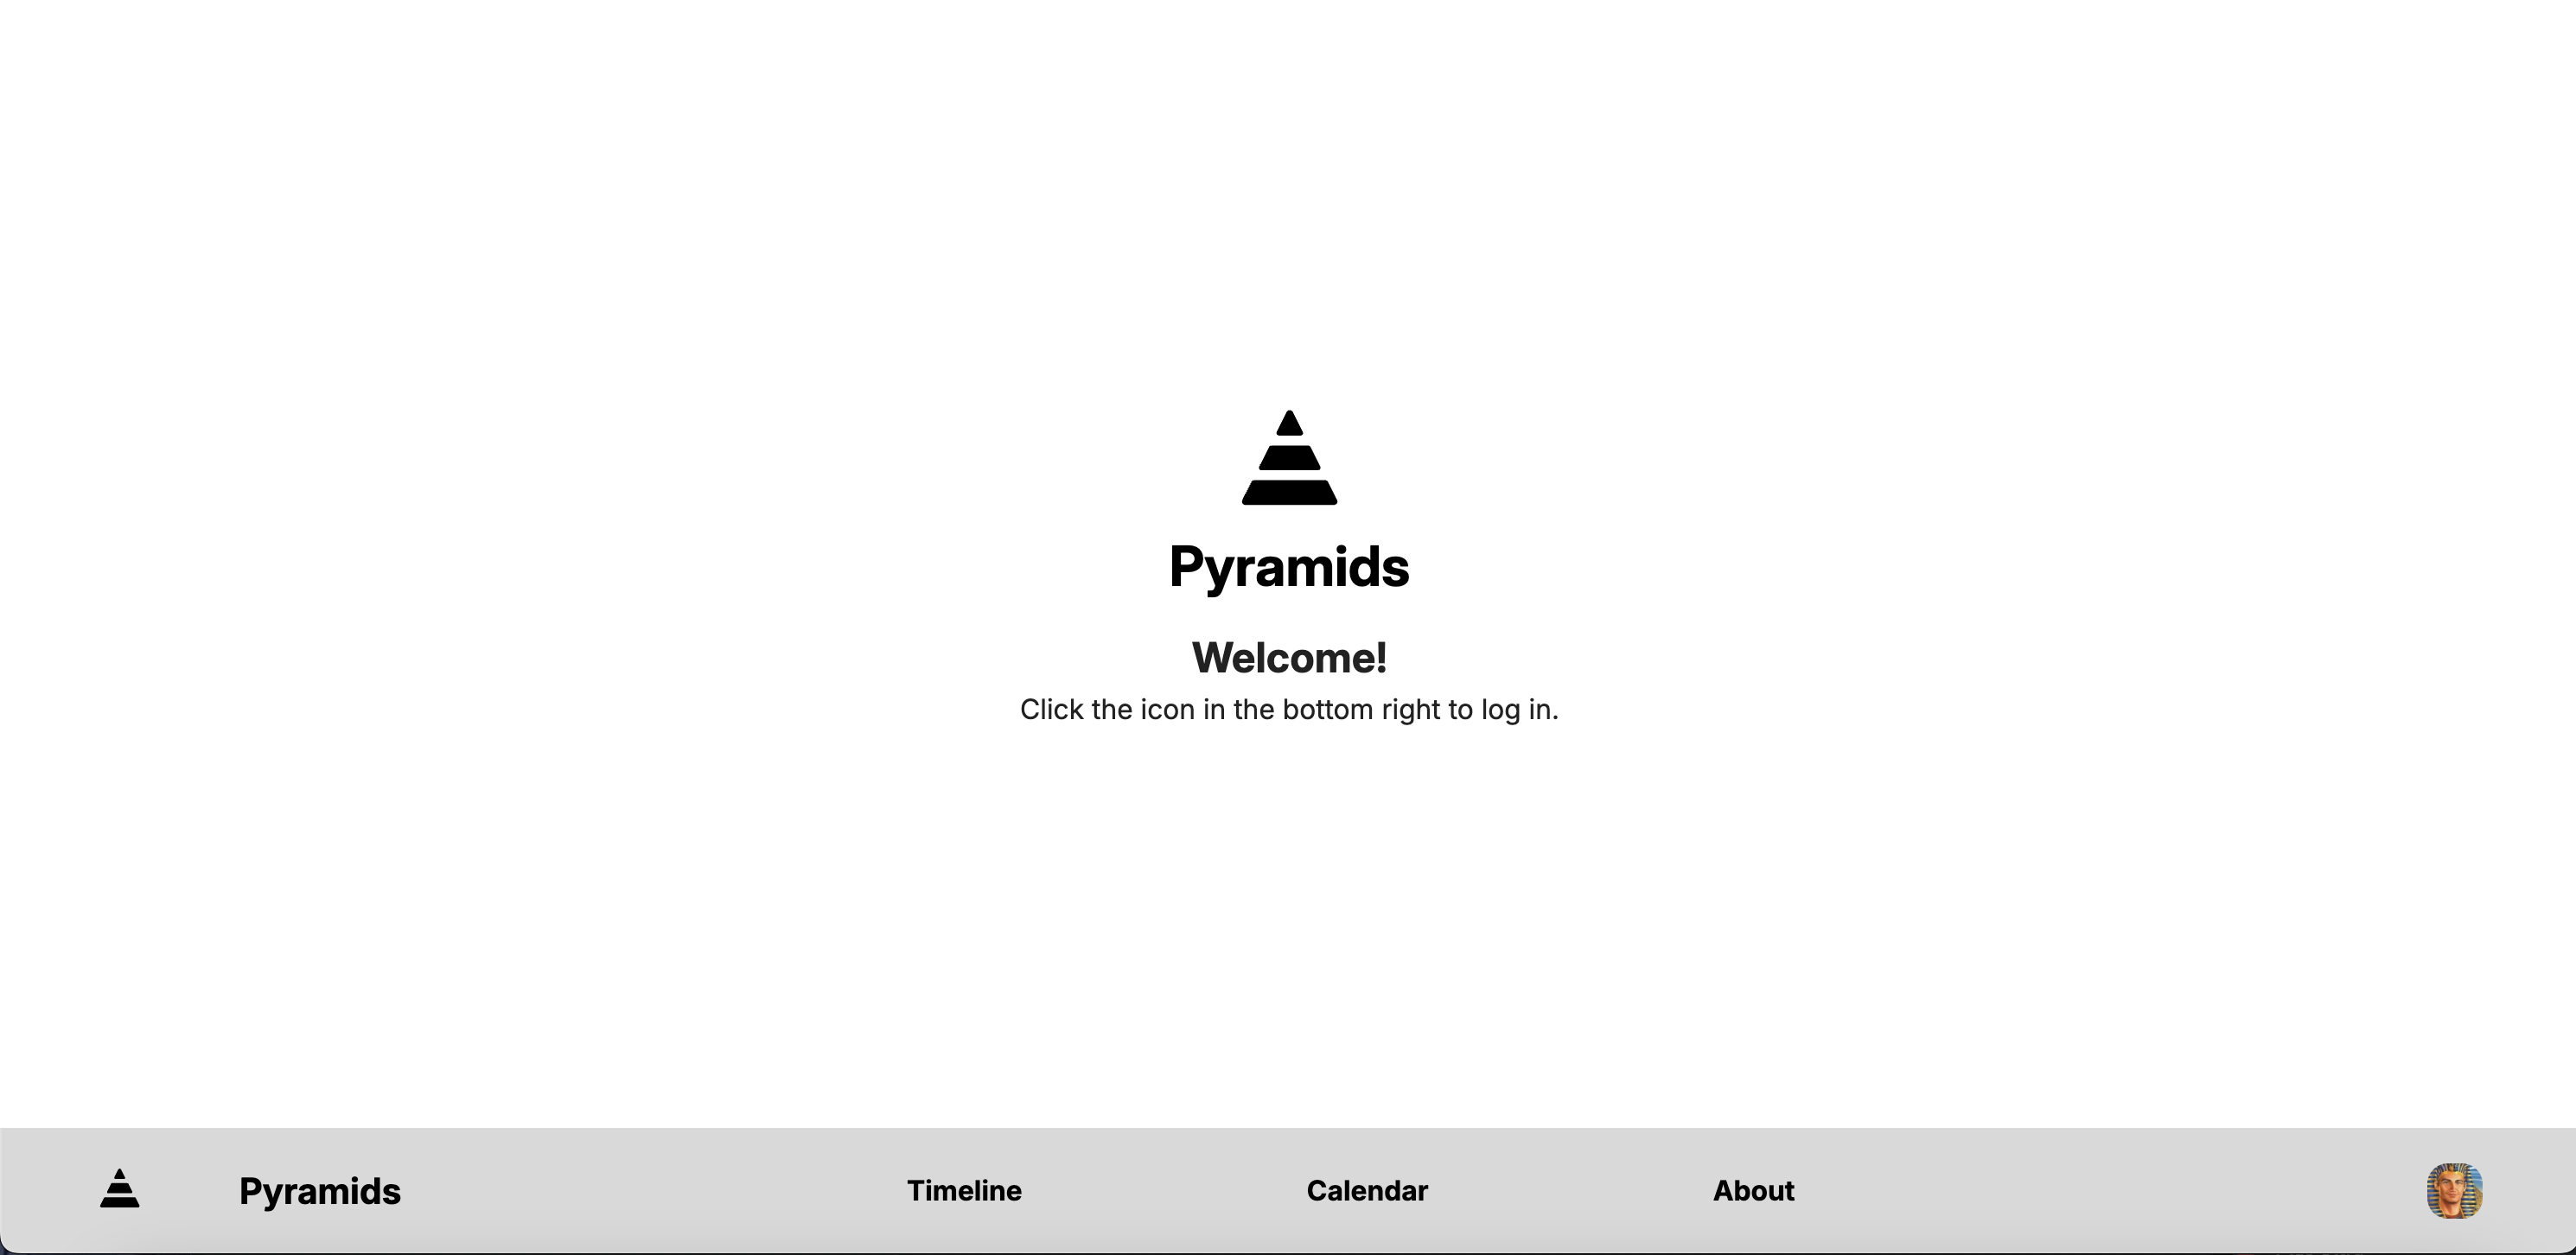 Pyramids
Welcome!
Click the icon in the bottom right to log in.
Pyramids
Timeline
Calendar
About